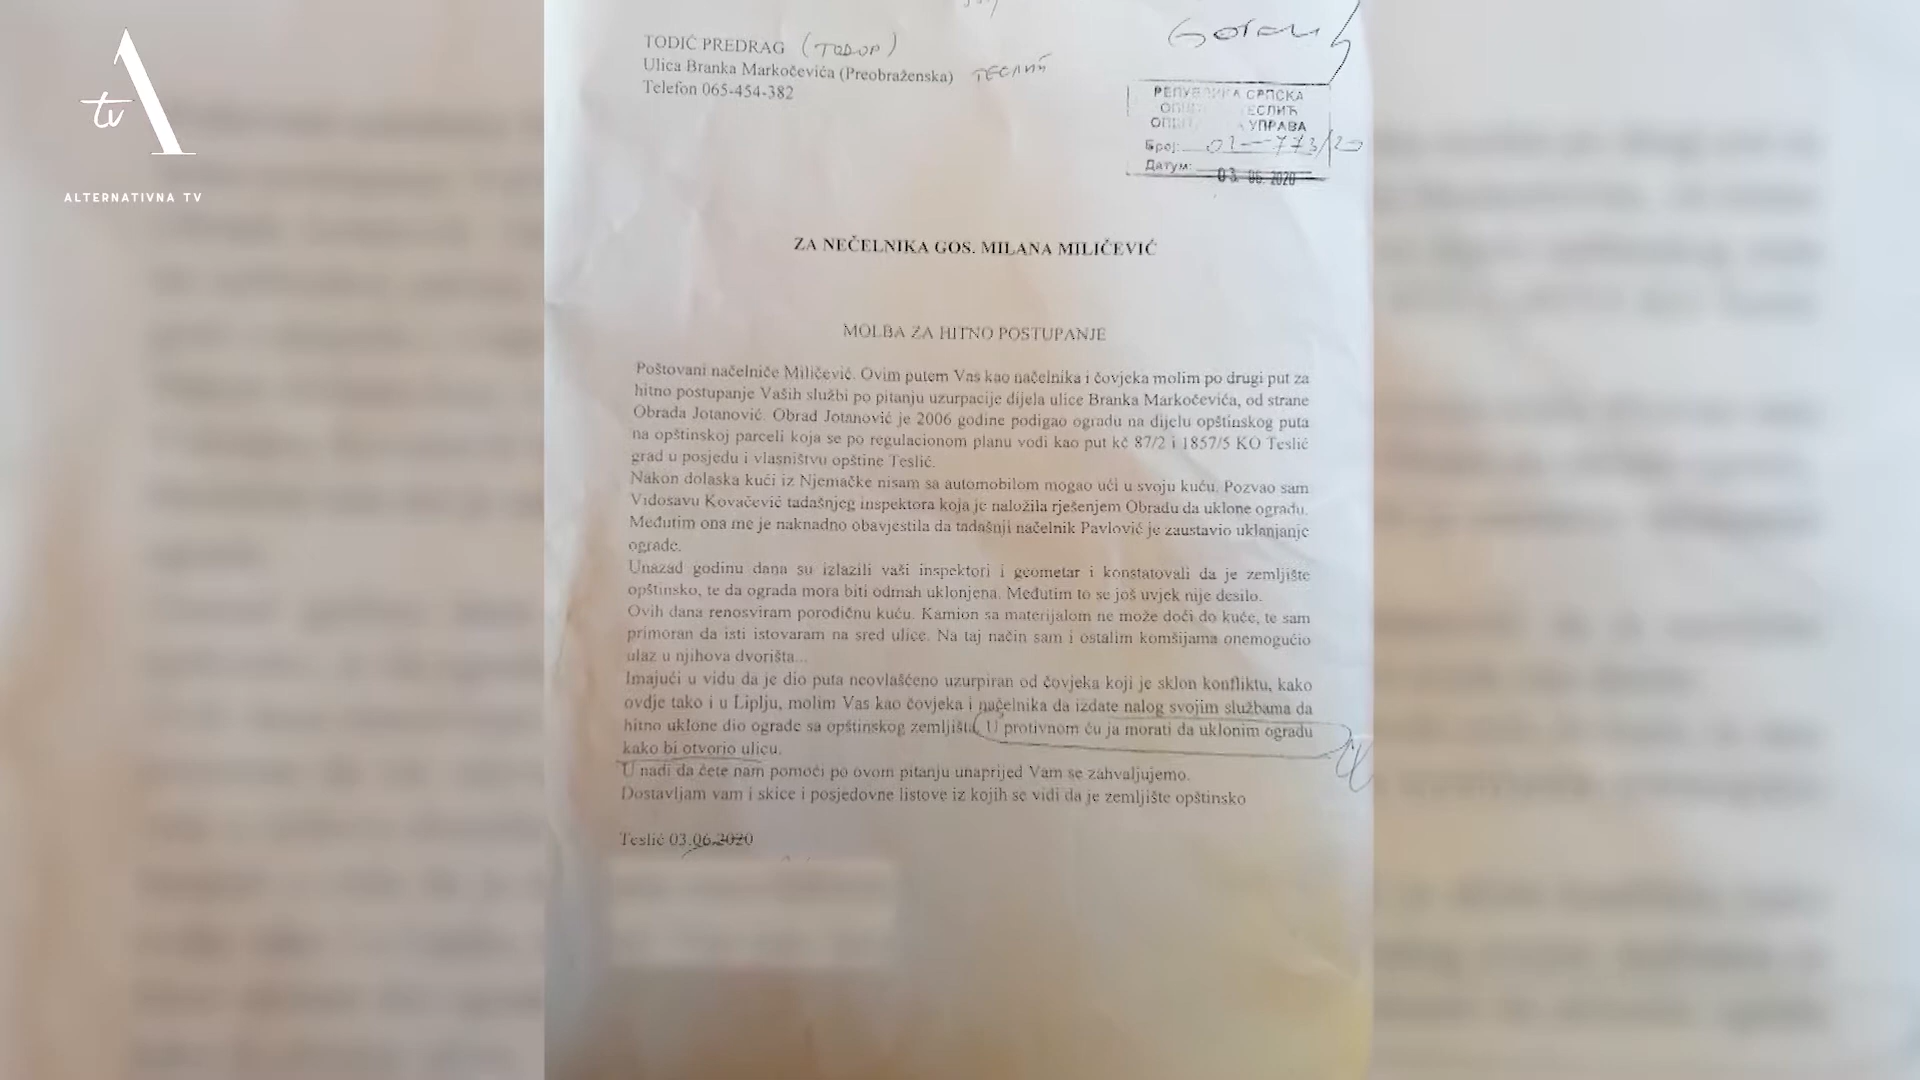 tv A
ALTERNATIVNA TV
TODIĆ PREDRAG (TODOR)
Ulica Branka Markočevića (Preobraženska) ТЕСЛИЋ
Telefon 065-454-382
РЕПУБЛИКА СРПСКА
ТЕСЛИЋ
УПРАВА
Број: 02-773/20
Датум: 03. 06. 2020
ZA NEČELNIKA GOS. MILANA MILIČEVIĆ
MOLBA ZA HITNO POSTUPANJE
Poštovani načelniče Miličević. Ovim putem Vas kao načelnika i čovjeka molim po drugi put za
hitno postupanje Vaših službi po pitanju uzurpacije dijela ulice Branka Markočevića, od strane
Obrada Jotanović. Obrad Jotanović je 2006 godine podigao ogradu na dijelu opštinskog puta
na opštinskoj parceli koja se po regulacionom planu vodi kao put kč 87/2 i 1857/5 KO Teslić
grad u posjedu i vlasništvu opštine Teslić.
Nakon dolaska kući iz Njemačke nisam sa automobilom mogao ući u svoju kuću. Pozvao sam
Vidosavu Kovačević tadašnjeg inspektora koja je naložila rješenjem Obradu da uklone ogradu.
Međutim ona me je naknadno obavjestila da tadašnji načelnik Pavlović je zaustavio uklanjanje
ograde.
Unazad godinu dana su izlazili vaši inspektori i geometar i konstatovali da je zemljište
opštinsko, te da ograda mora biti odmah uklonjena. Međutim to se još uvjek nije desilo.
Ovih dana renosviram porodičnu kuću. Kamion sa materijalom ne može doći do kuće, te sam
primoran da isti istovaram na sred ulice. Na taj način sam i ostalim komšijama onemogućio
ulaz u njihova dvorišta...
Imajući u vidu da je dio puta neovlašćeno uzurpiran od čovjeka koji je sklon konfliktu, kako
ovdje tako i u Liplju, molim Vas kao čovjeka i načelnika da izdate nalog svojim službama da
hitno uklone dio ograde sa opštinskog zemljišta. U protivnom ću ja morati da uklonim ogradu
kako bi otvorio ulicu.
U nadi da ćete nam pomoći po ovom pitanju unaprijed Vam se zahvaljujemo.
Dostavljam vam i skice i posjedovne listove iz kojih se vidi da je zemljište opštinsko
Teslić 03.06.2020